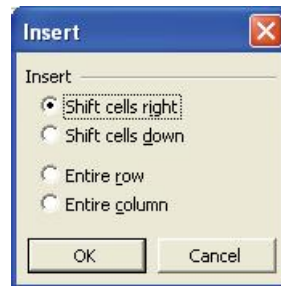 Insert
Insert
Shift cells right
Shift cells down
Entire row
Entire column
OK Cancel